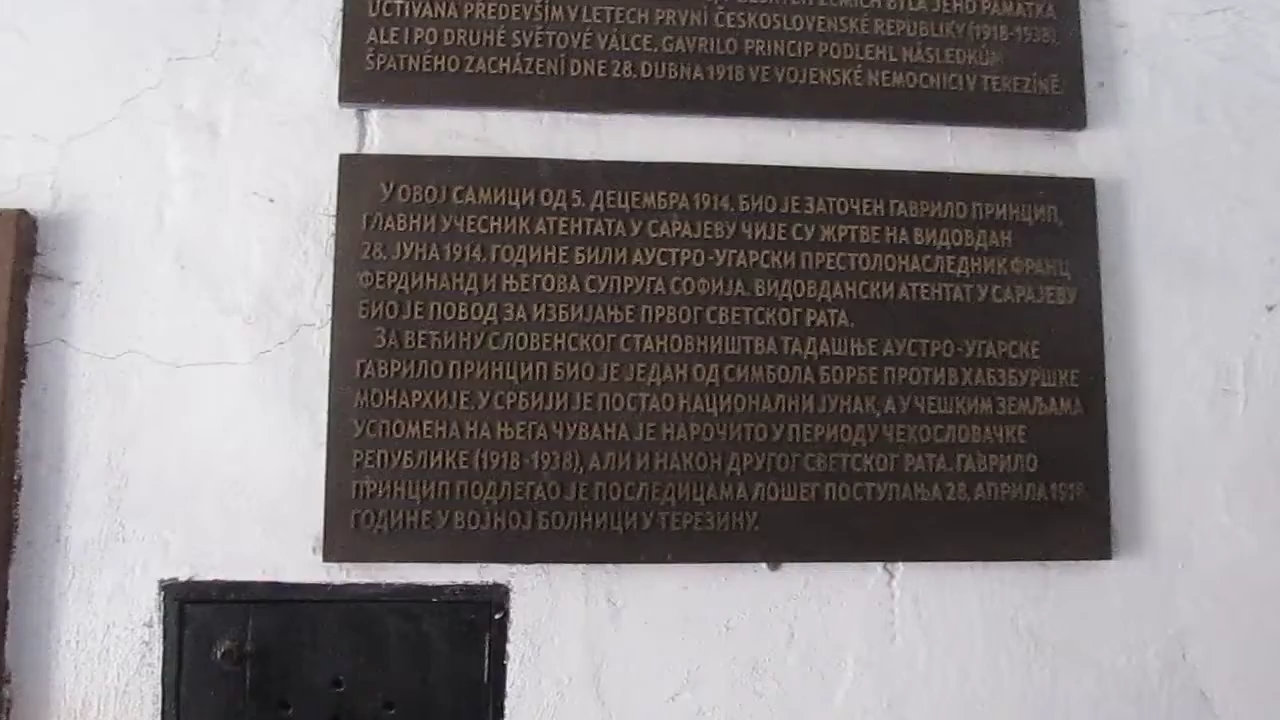 ZEMÍCH BYLA JEHO PAMÁTKA
UCTÍVÁNA PŘEDEVŠÍM V LETECH PRVNÍ ČESKOSLOVENSKÉ REPUBLIKY (1918-1938),
ALE I PO DRUHÉ SVĚTOVÉ VÁLCE. GAVRILO PRINCIP PODLEHL NÁSLEDKŮM
ŠPATNÉHO ZACHÁZENÍ DNE 28. DUBNA 1918 VE VOJENSKÉ NEMOCNICI V TEREZÍNĚ.
У ОВОЈ САМИЦИ ОД 5. ДЕЦЕМБРА 1914. БИО ЈЕ ЗАТОЧЕН ГАВРИЛО ПРИНЦИП,
ГЛАВНИ УЧЕСНИК АТЕНТАТА У САРАЈЕВУ ЧИЈЕ СУ ЖРТВЕ НА ВИДОВДАН
28. ЈУНА 1914. ГОДИНЕ БИЛИ АУСТРО-УГАРСКИ ПРЕСТОЛОНАСЛЕДНИК ФРАНЦ
ФЕРДИНАНД И ЊЕГОВА СУПРУГА СОФИЈА. ВИДОВДАНСКИ АТЕНТАТ У САРАЈЕВУ
БИО ЈЕ ПОВОД ЗА ИЗБИЈАЊЕ ПРВОГ СВЕТСКОГ РАТА.
ЗА ВЕЋИНУ СЛОВЕНСКОГ СТАНОВНИШТВА ТАДАШЊЕ АУСТРО-УГАРСКЕ
ГАВРИЛО ПРИНЦИП БИО ЈЕ ЈЕДАН ОД СИМБОЛА БОРБЕ ПРОТИВ ХАБЗБУРШКЕ
МОНАРХИЈЕ. У СРБИЈИ ЈЕ ПОСТАО НАЦИОНАЛНИ ЈУНАК, А У ЧЕШКИМ ЗЕМЉАМА
УСПОМЕНА НА ЊЕГА ЧУВАНА ЈЕ НАРОЧИТО У ПЕРИОДУ ЧЕХОСЛОВАЧКЕ
РЕПУБЛИКЕ (1918-1938), АЛИ И НАКОН ДРУГОГ СВЕТСКОГ РАТА. ГАВРИЛО
ПРИНЦИП ПОДЛЕГАО ЈЕ ПОСЛЕДИЦАМА ЛОШЕГ ПОСТУПАЊА 28. АПРИЛА 1918.
ГОДИНЕ У ВОЈНОЈ БОЛНИЦИ У ТЕРЕЗИНУ.